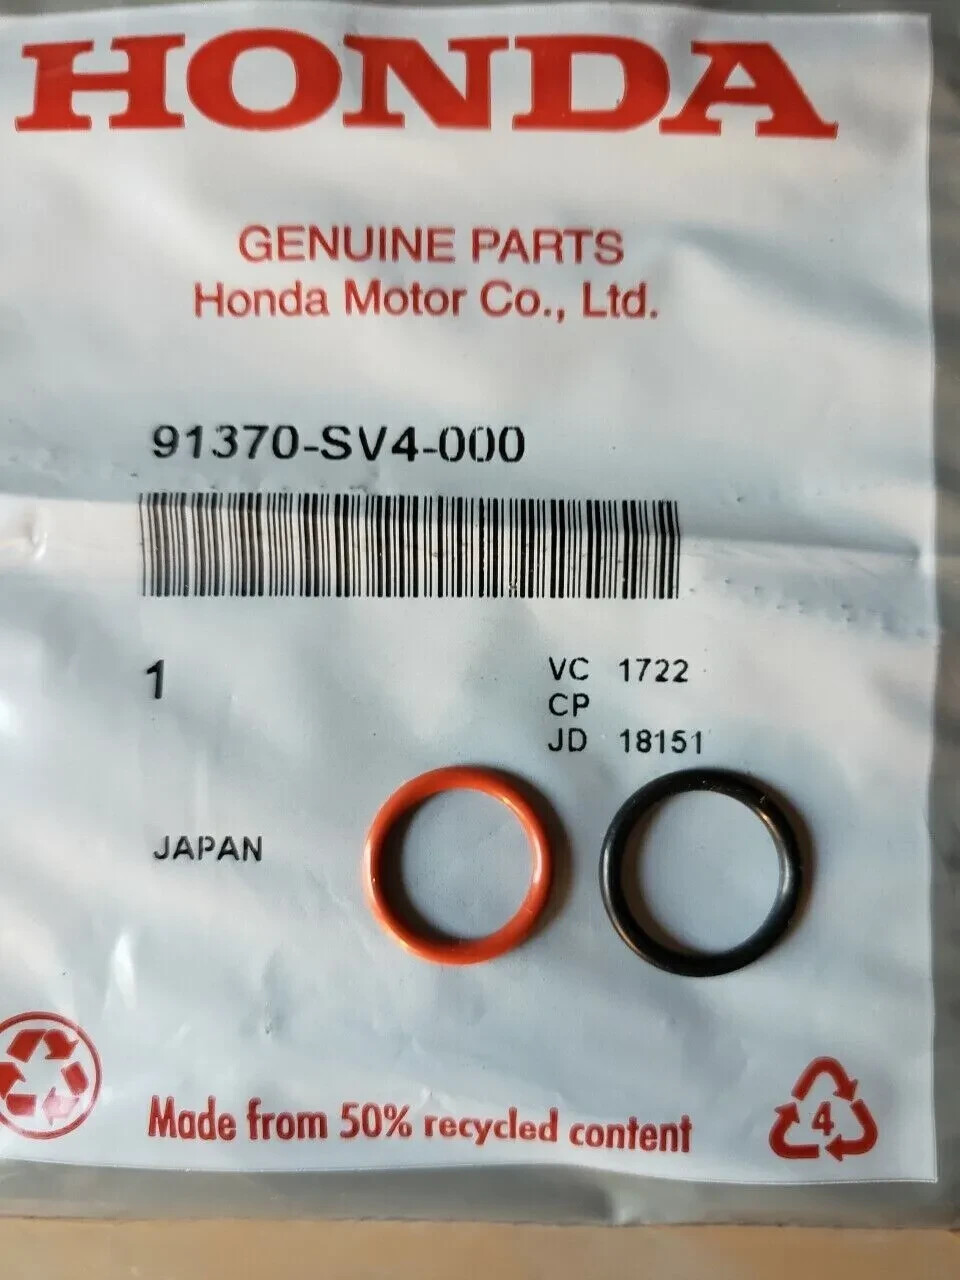 HONDA
GENUINE PARTS
Honda Motor Co., Ltd.
91370-SV4-000
1
VC 1722
CP
JD 18151
JAPAN
Made from 50% recycled content
4